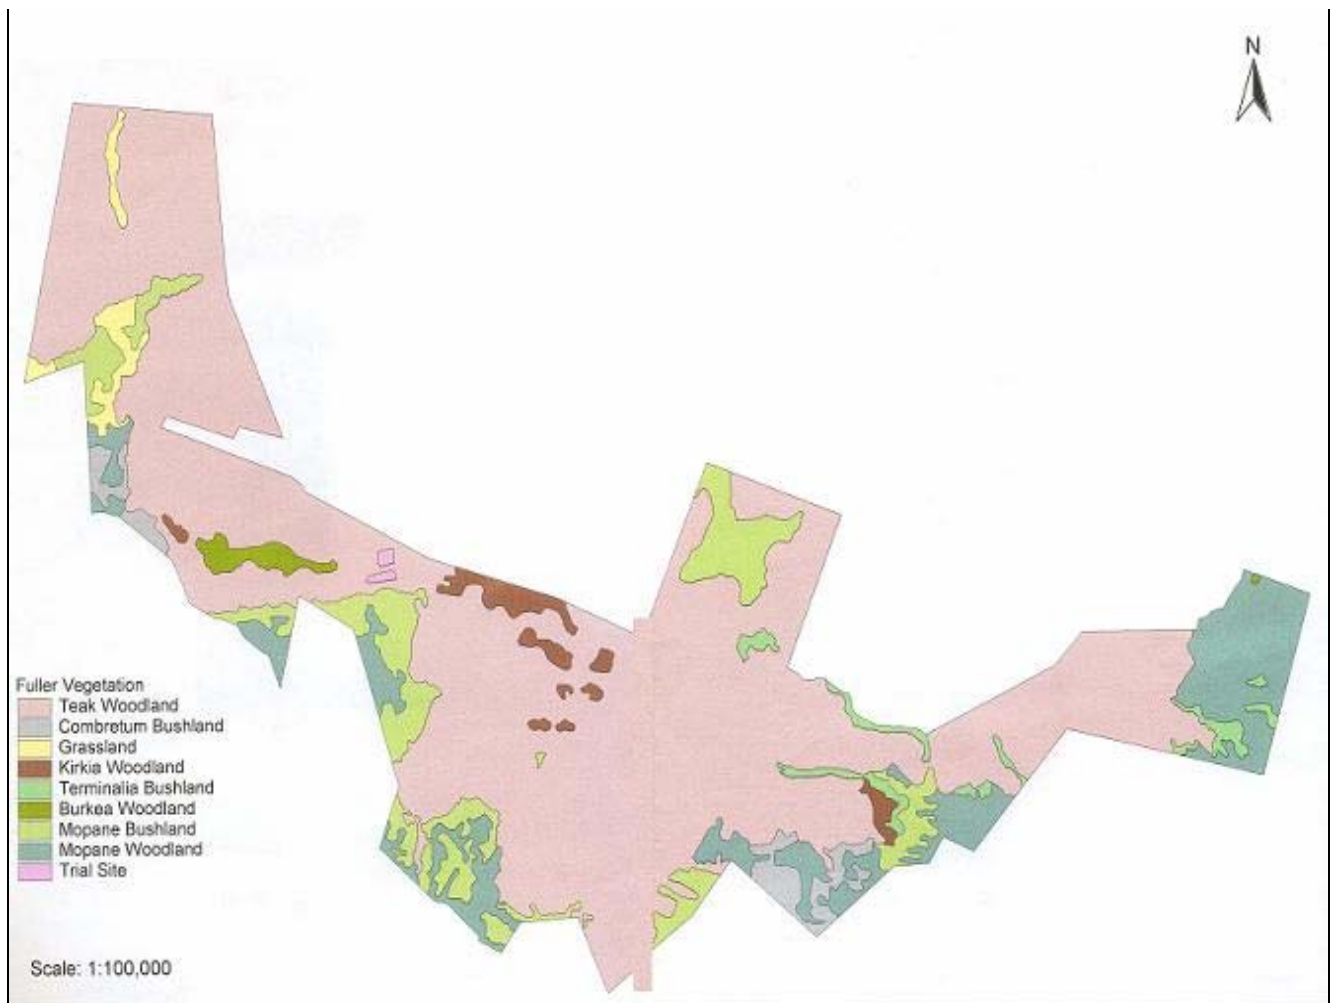 N
Fuller Vegetation
Teak Woodland
Combretum Bushland
Grassland
Kirkia Woodland
Terminalia Bushland
Burkea Woodland
Mopane Bushland
Mopane Woodland
Trial Site
Scale: 1:100,000